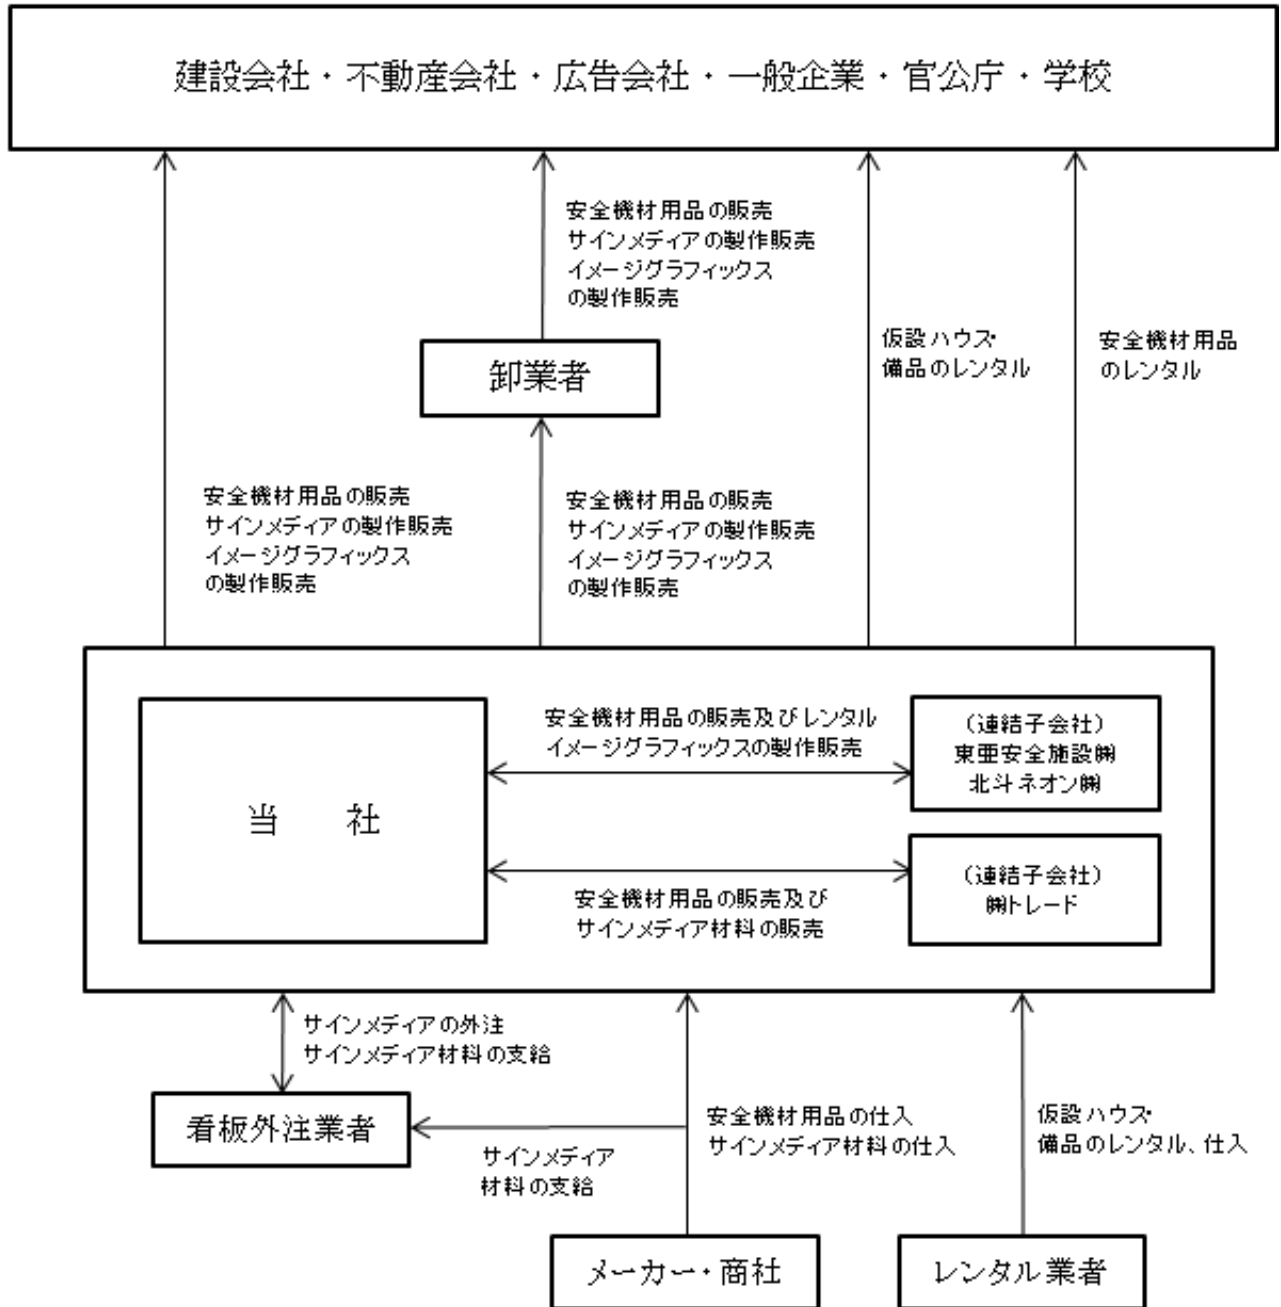 建設会社・不動産会社・広告会社・一般企業・官公庁・学校
安全機材用品の販売
サインメディアの製作販売
イメージグラフィックス
の製作販売
卸業者
仮設ハウス・
備品のレンタル
安全機材用品
のレンタル
安全機材用品の販売
サインメディアの製作販売
イメージグラフィックス
の製作販売
安全機材用品の販売
サインメディアの製作販売
イメージグラフィックス
の製作販売
当　社
安全機材用品の販売及びレンタル
イメージグラフィックスの製作販売
(連結子会社)
東亜安全施設㈱
北斗ネオン㈱
安全機材用品の販売及び
サインメディア材料の販売
(連結子会社)
㈱トレード
サインメディアの外注
サインメディア材料の支給
看板外注業者
サインメディア
材料の支給
安全機材用品の仕入
サインメディア材料の仕入
仮設ハウス・
備品のレンタル、仕入
メーカー・商社
レンタル業者